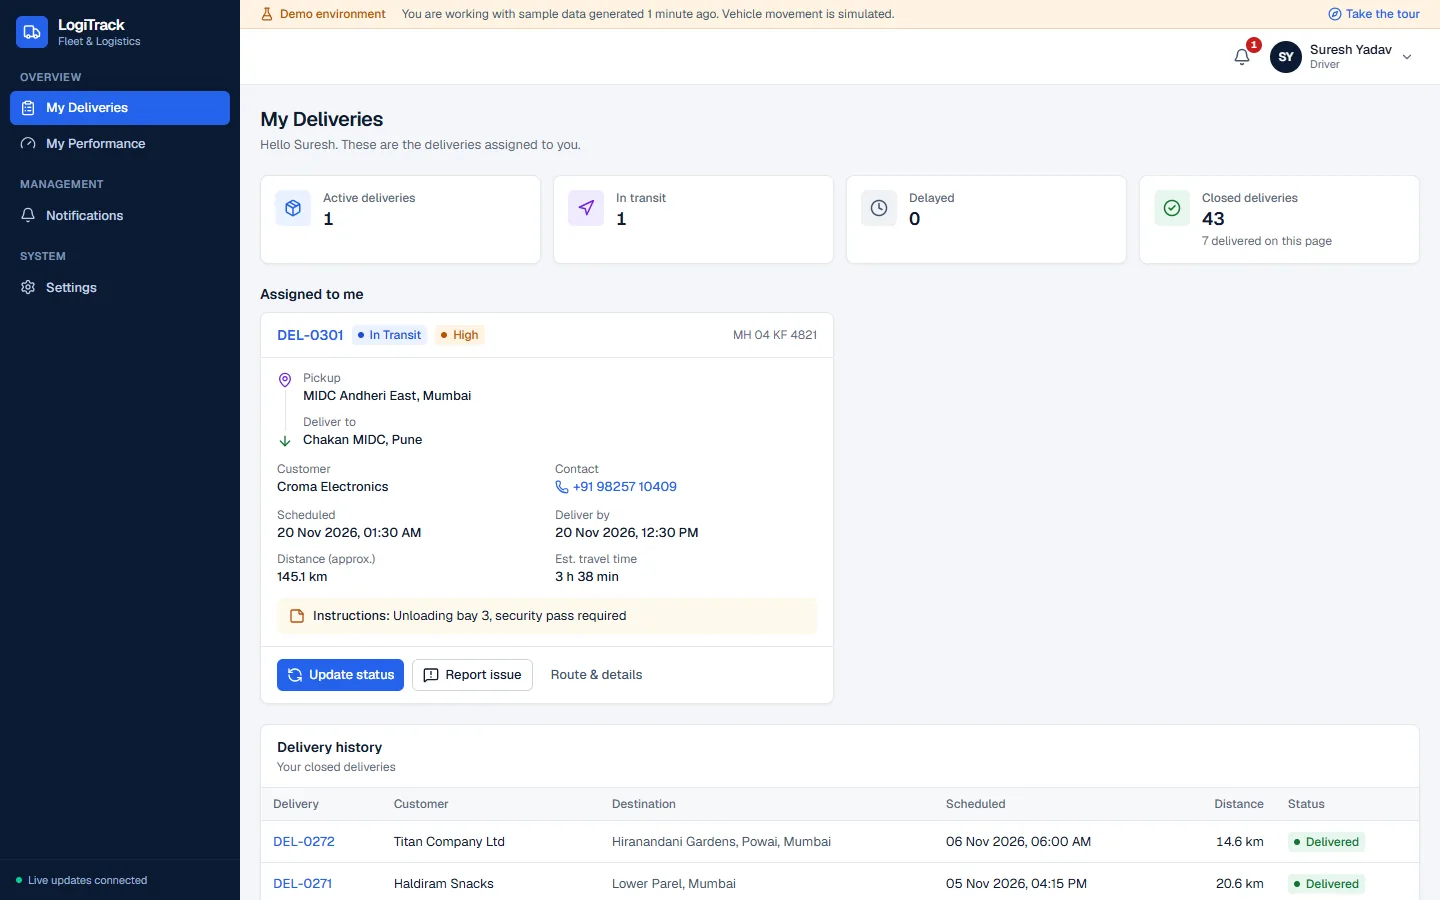 LogiTrack
Fleet & Logistics
OVERVIEW
My Deliveries
My Performance
MANAGEMENT
Notifications
SYSTEM
Settings
Live updates connected
Demo environment You are working with sample data generated 1 minute ago. Vehicle movement is simulated. Take the tour
1
SY
Suresh Yadav
Driver
My Deliveries
Hello Suresh. These are the deliveries assigned to you.
Active deliveries
1
In transit
1
Delayed
0
Closed deliveries
43
7 delivered on this page
Assigned to me
DEL-0301 In Transit High MH 04 KF 4821
Pickup
MIDC Andheri East, Mumbai
Deliver to
Chakan MIDC, Pune
Customer Contact
Croma Electronics +91 98257 10409
Scheduled Deliver by
20 Nov 2026, 01:30 AM 20 Nov 2026, 12:30 PM
Distance (approx.) Est. travel time
145.1 km 3 h 38 min
Instructions: Unloading bay 3, security pass required
Update status Report issue Route & details
Delivery history
Your closed deliveries
Delivery Customer Destination Scheduled Distance Status
DEL-0272 Titan Company Ltd Hiranandani Gardens, Powai, Mumbai 06 Nov 2026, 06:00 AM 14.6 km Delivered
DEL-0271 Haldiram Snacks Lower Parel, Mumbai 05 Nov 2026, 04:15 PM 20.6 km Delivered